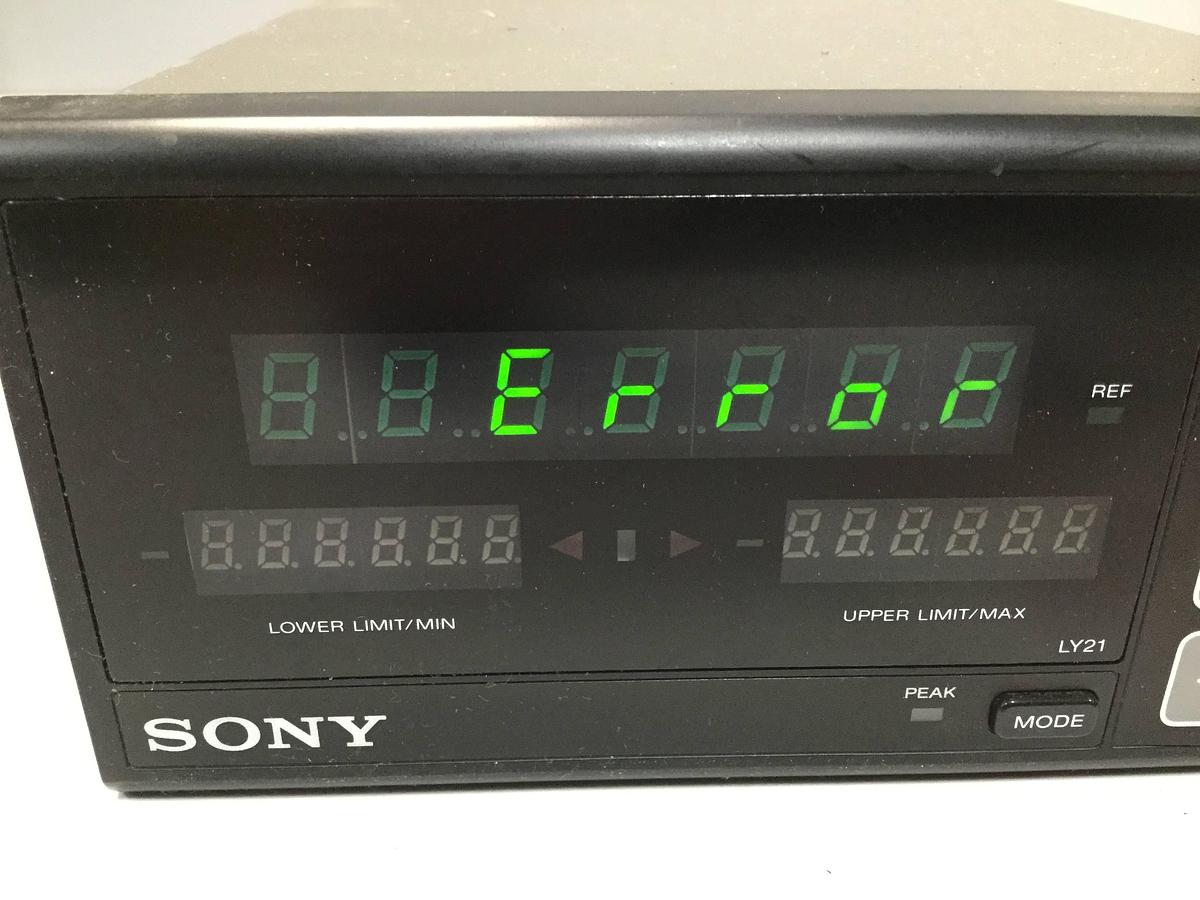 Error
REF
LOWER LIMIT/MIN
UPPER LIMIT/MAX
LY21
SONY
PEAK
MODE